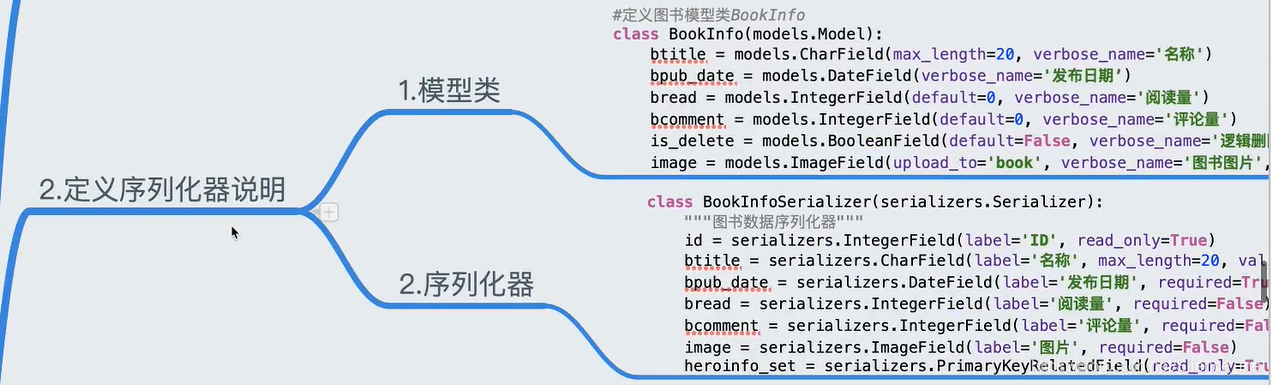 #定义图书模型类BookInfo
class BookInfo(models.Model):
btitle = models.CharField(max_length=20, verbose_name='名称')
bpub_date = models.DateField(verbose_name='发布日期')
bread = models.IntegerField(default=0, verbose_name='阅读量')
bcomment = models.IntegerField(default=0, verbose_name='评论量')
is_delete = models.BooleanField(default=False, verbose_name='逻辑删
image = models.ImageField(upload_to='book', verbose_name='图书图片',
1.模型类
2.定义序列化器说明
class BookInfoSerializer(serializers.Serializer):
"""图书数据序列化器"""
id = serializers.IntegerField(label='ID', read_only=True)
btitle = serializers.CharField(label='名称', max_length=20, val
bpub_date = serializers.DateField(label='发布日期', required=Tru
bread = serializers.IntegerField(label='阅读量', required=False)
bcomment = serializers.IntegerField(label='评论量', required=Fal
image = serializers.ImageField(label='图片', required=False)
heroinfo_set = serializers.PrimaryKeyRelatedField(read_only=Tru
2.序列化器